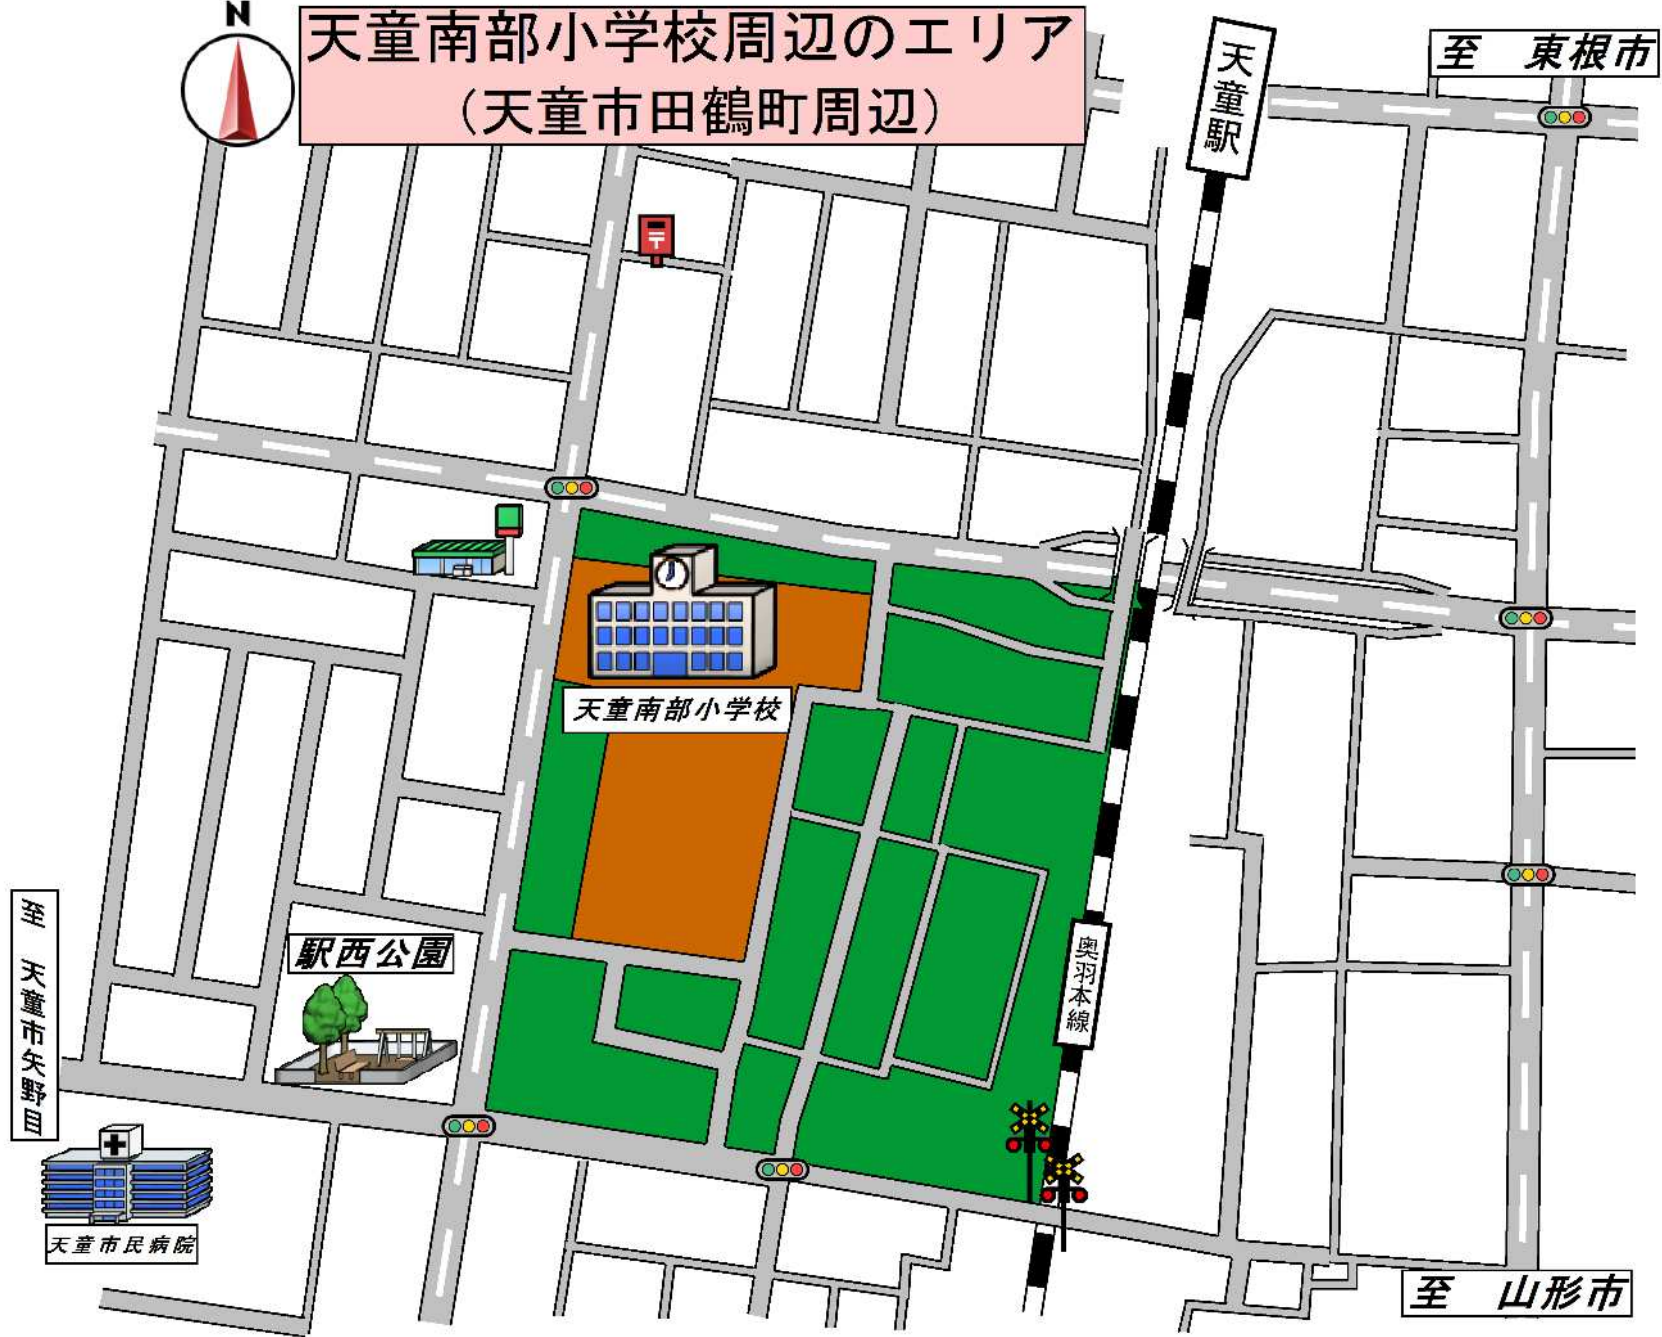 N
天童南部小学校周辺のエリア
（天童市田鶴町周辺）
天童駅
至　東根市
〒
天童南部小学校
駅西公園
至　天童市矢野目
奥羽本線
天童市民病院
至　山形市